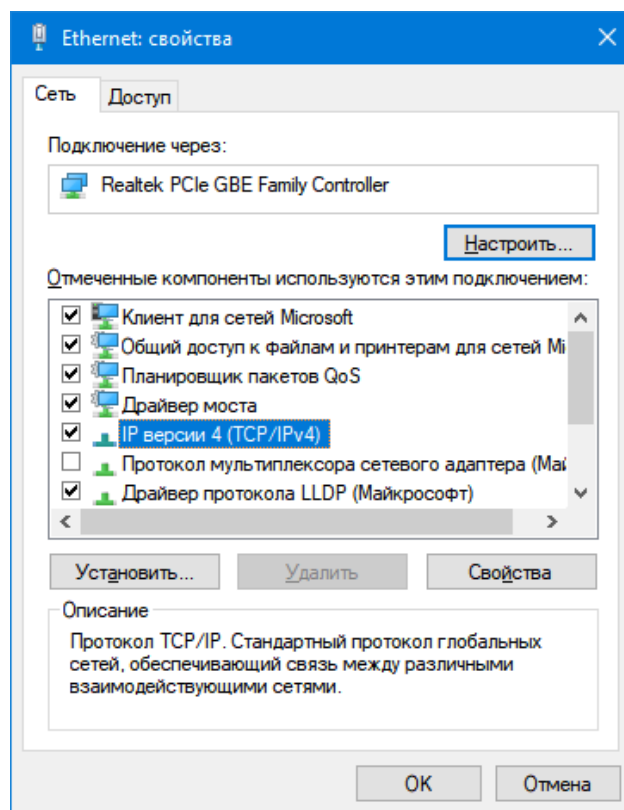 Ethernet: свойства
Сеть
Доступ
Подключение через:
Realtek PCIe GBE Family Controller
Настроить...
Отмеченные компоненты используются этим подключением:
Клиент для сетей Microsoft
Общий доступ к файлам и принтерам для сетей Mi
Планировщик пакетов QoS
Драйвер моста
IP версии 4 (TCP/IPv4)
Протокол мультиплексора сетевого адаптера (Май
Драйвер протокола LLDP (Майкрософт)
Установить...
Удалить
Свойства
Описание
Протокол TCP/IP. Стандартный протокол глобальных
сетей, обеспечивающий связь между различными
взаимодействующими сетями.
OK
Отмена